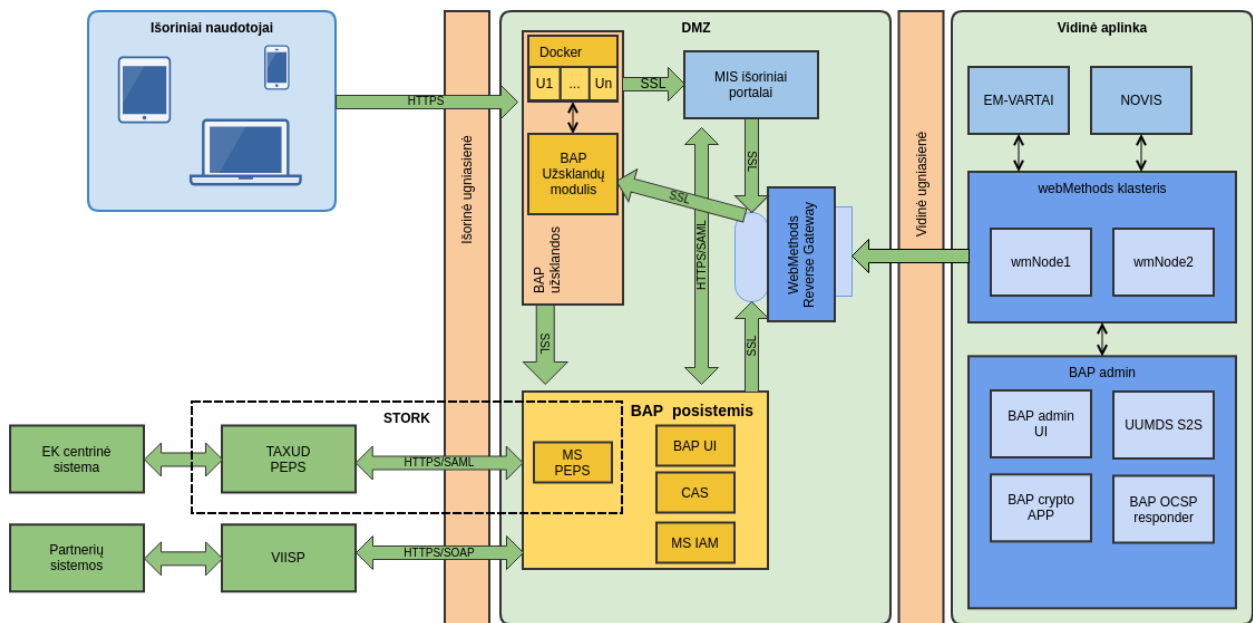 Išoriniai naudotojai
HTTPS
Išorinė ugniasienė
DMZ
Docker
U1
...
Un
BAP
Užsklandų
modulis
BAP
užsklandos
SSL
MIS išoriniai
portalai
SSL
SSL
HTTPS/SAML
WebMethods
Reverse Gateway
SSL
SSL
BAP posistemis
MS
PEPS
BAP UI
CAS
MS IAM
STORK
EK centrinė
sistema
TAXUD
PEPS
HTTPS/SAML
Partnerių
sistemos
VIISP
HTTPS/SOAP
Vidinė ugniasienė
Vidinė aplinka
EM-VARTAI
NOVIS
webMethods klasteris
wmNode1
wmNode2
BAP admin
BAP admin
UI
UUMDS S2S
BAP crypto
APP
BAP OCSP
responder